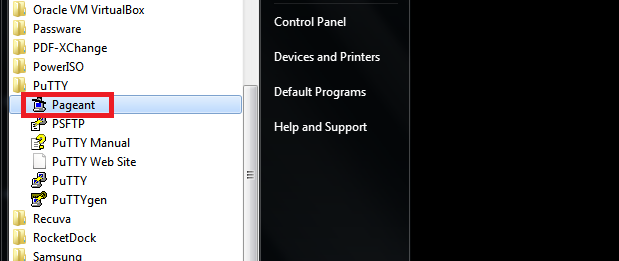 Oracle VM VirtualBox
Passware
PDF-XChange
PowerISO
PuTTY
Pageant
PSFTP
PuTTY Manual
PuTTY Web Site
PuTTY
PuTTYgen
Recuva
RocketDock
Samsung
Control Panel
Devices and Printers
Default Programs
Help and Support